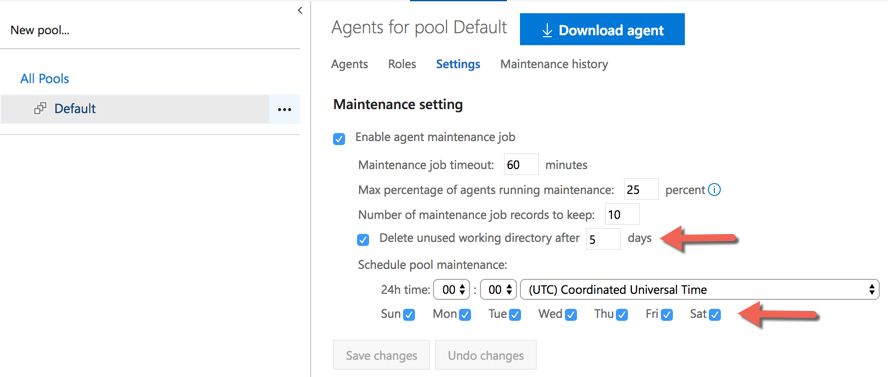 New pool...
All Pools
Default
Agents for pool Default
Download agent
Agents Roles Settings Maintenance history
Maintenance setting
Enable agent maintenance job
Maintenance job timeout: 60 minutes
Max percentage of agents running maintenance: 25 percent
Number of maintenance job records to keep: 10
Delete unused working directory after 5 days
Schedule pool maintenance:
24h time: 00 : 00 (UTC) Coordinated Universal Time
Sun Mon Tue Wed Thu Fri Sat
Save changes Undo changes